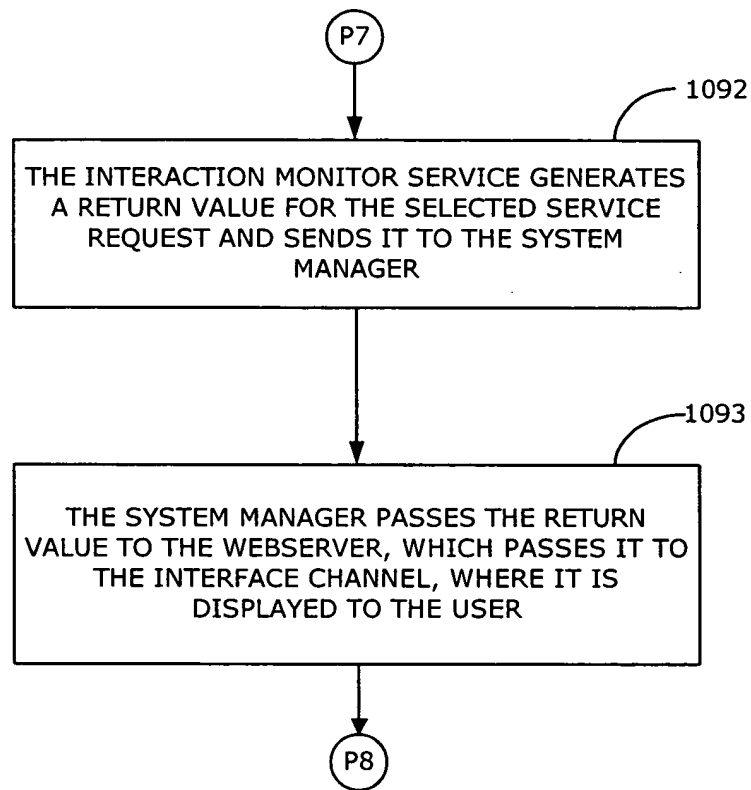 P7
1092
THE INTERACTION MONITOR SERVICE GENERATES
A RETURN VALUE FOR THE SELECTED SERVICE
REQUEST AND SENDS IT TO THE SYSTEM
MANAGER
1093
THE SYSTEM MANAGER PASSES THE RETURN
VALUE TO THE WEBSERVER, WHICH PASSES IT TO
THE INTERFACE CHANNEL, WHERE IT IS
DISPLAYED TO THE USER
P8